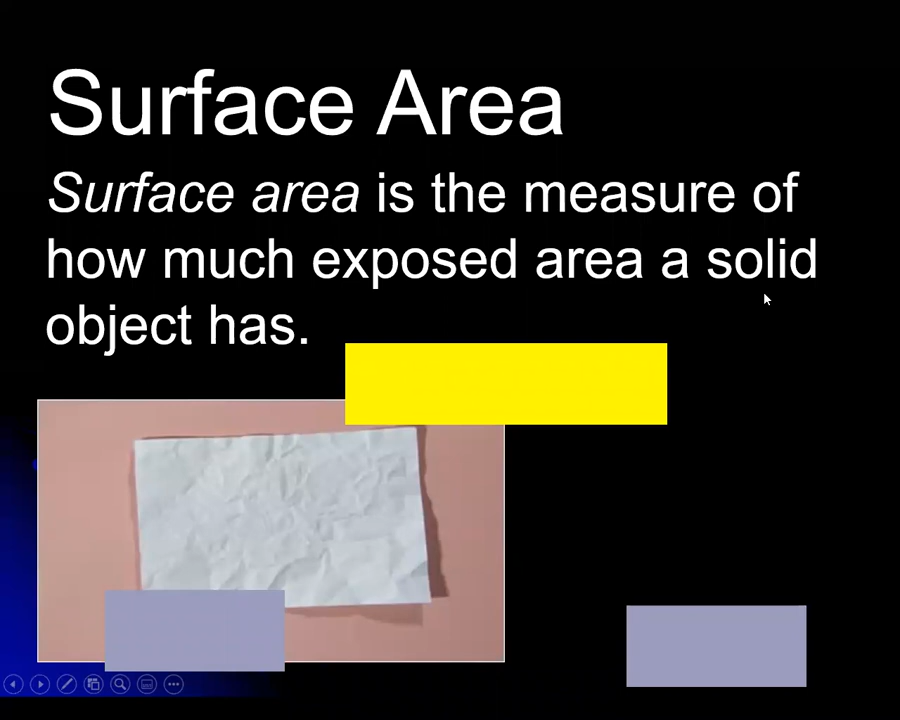 Surface Area
Surface area is the measure of
how much exposed area a solid
object has.